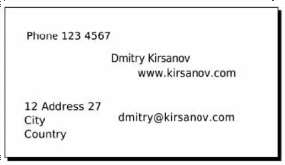 Phone 123 4567
Dmitry Kirsanov
www.kirsanov.com
12 Address 27
City
Country
dmitry@kirsanov.com